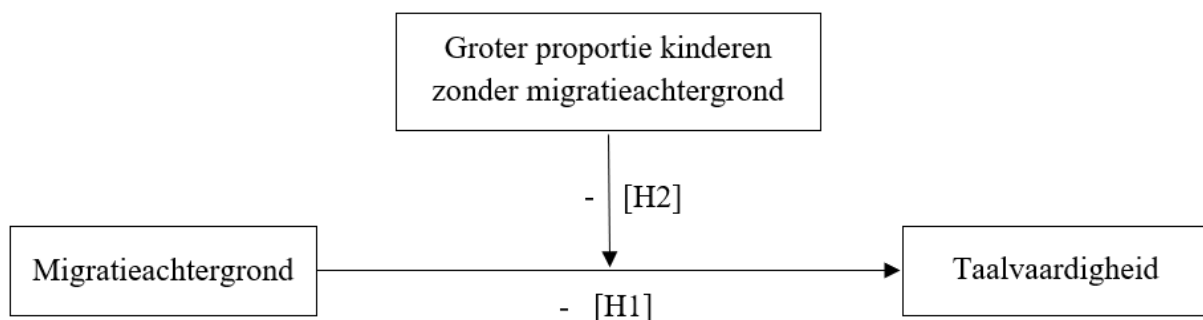 Groter proportie kinderen
zonder migratieachtergrond
- [H2]
Migratieachtergrond
Taalvaardigheid
- [H1]